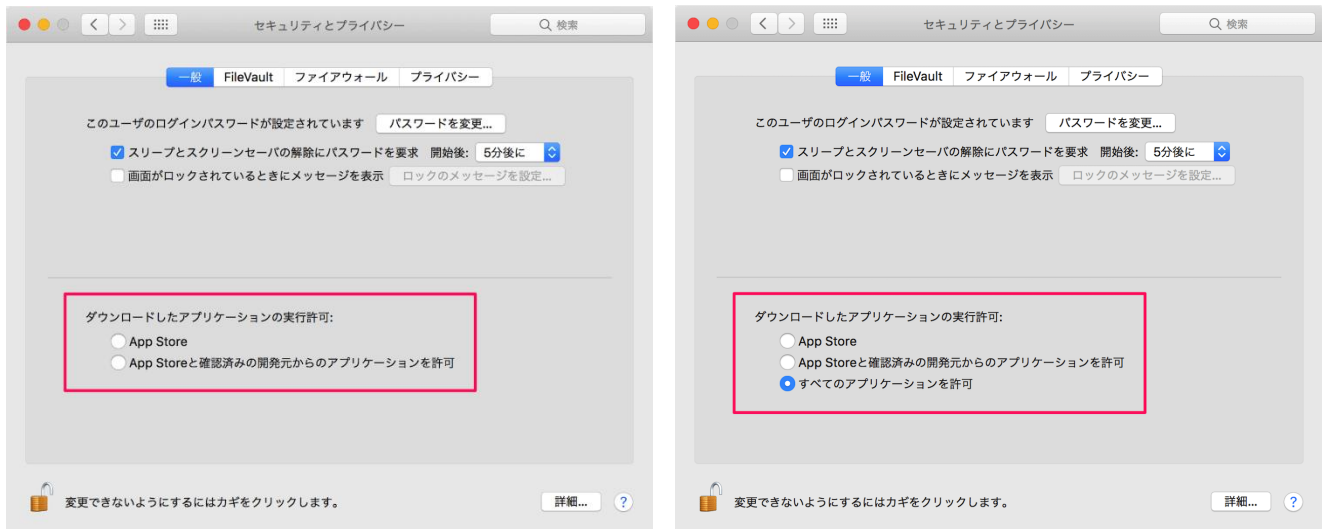 セキュリティとプライバシー
検索
一般
FileVault
ファイアウォール
プライバシー
このユーザのログインパスワードが設定されています
パスワードを変更...
スリープとスクリーンセーバの解除にパスワードを要求
開始後:
5分後に
画面がロックされているときにメッセージを表示
ロックのメッセージを設定...
ダウンロードしたアプリケーションの実行許可:
App Store
App Storeと確認済みの開発元からのアプリケーションを許可
変更できないようにするにはカギをクリックします。
詳細...
?
セキュリティとプライバシー
検索
一般
FileVault
ファイアウォール
プライバシー
このユーザのログインパスワードが設定されています
パスワードを変更...
スリープとスクリーンセーバの解除にパスワードを要求
開始後:
5分後に
画面がロックされているときにメッセージを表示
ロックのメッセージを設定...
ダウンロードしたアプリケーションの実行許可:
App Store
App Storeと確認済みの開発元からのアプリケーションを許可
すべてのアプリケーションを許可
変更できないようにするにはカギをクリックします。
詳細...
?